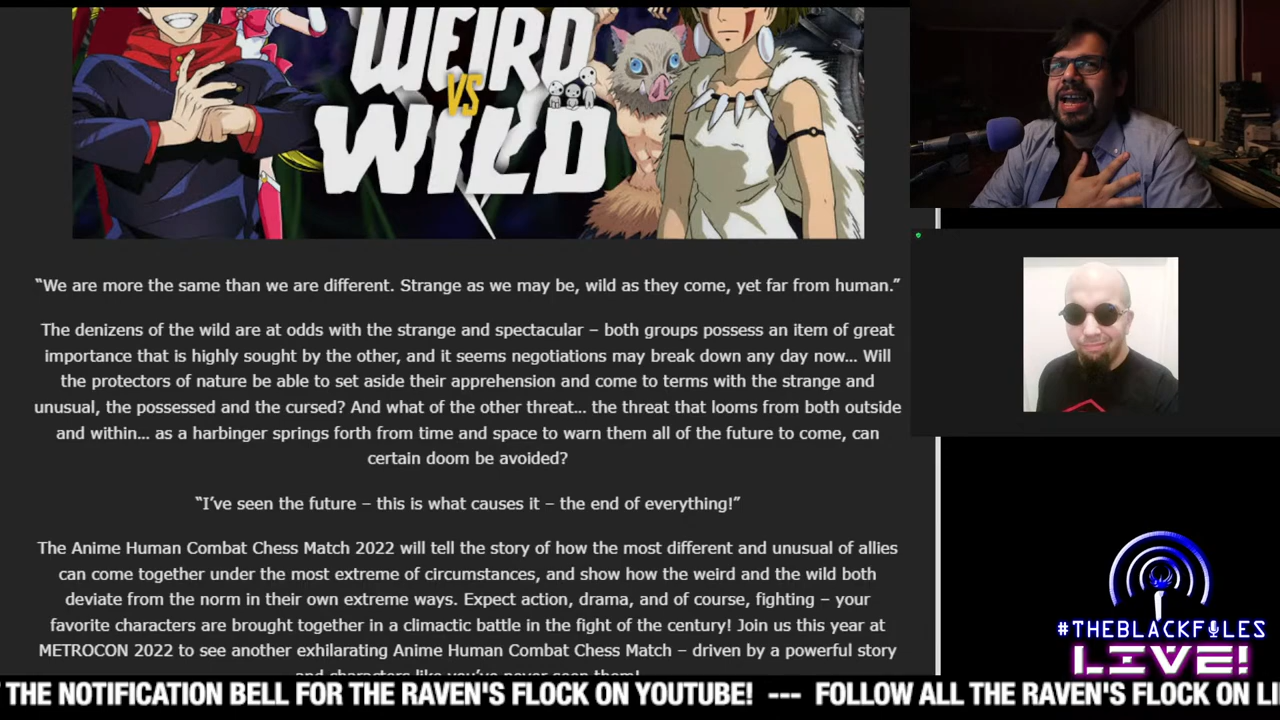 WEIRD
VS
WILD
“We are more the same than we are different. Strange as we may be, wild as they come, yet far from human.”
The denizens of the wild are at odds with the strange and spectacular – both groups possess an item of great
importance that is highly sought by the other, and it seems negotiations may break down any day now... Will
the protectors of nature be able to set aside their apprehension and come to terms with the strange and
unusual, the possessed and the cursed? And what of the other threat... the threat that looms from both outside
and within... as a harbinger springs forth from time and space to warn them all of the future to come, can
certain doom be avoided?
“I’ve seen the future – this is what causes it – the end of everything!”
The Anime Human Combat Chess Match 2022 will tell the story of how the most different and unusual of allies
can come together under the most extreme of circumstances, and show how the weird and the wild both
deviate from the norm in their own extreme ways. Expect action, drama, and of course, fighting – your
favorite characters are brought together in a climactic battle in the fight of the century! Join us this year at
METROCON 2022 to see another exhilarating Anime Human Combat Chess Match – driven by a powerful story
and characters like you’ve never seen them!
#THEBLACKFILES
LIVE!
THE NOTIFICATION BELL FOR THE RAVEN'S FLOCK ON YOUTUBE! --- FOLLOW ALL THE RAVEN'S FLOCK ON LI